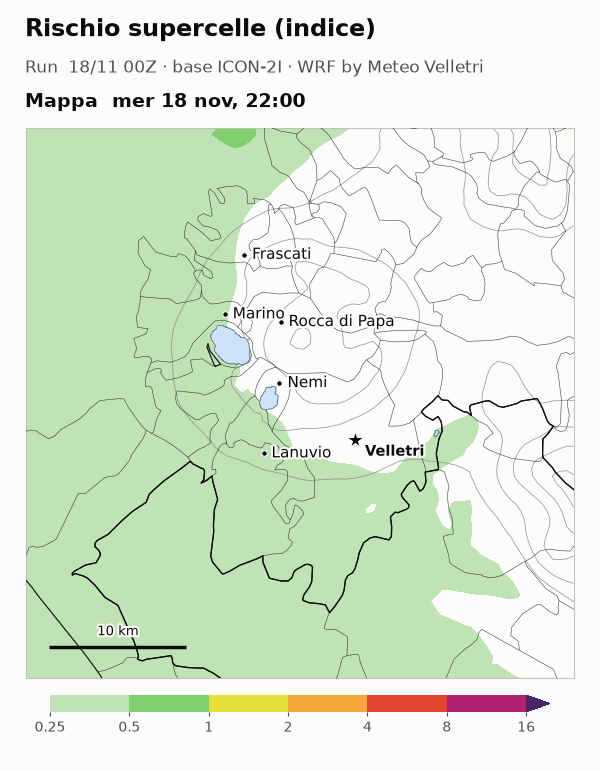 Rischio supercelle (indice)
Run  18/11 00Z · base ICON-2I · WRF by Meteo Velletri
Mappa  mer 18 nov, 22:00
Frascati
Marino
Rocca di Papa
Nemi
Velletri
Lanuvio
10 km
0.25 0.5 1 2 4 8 16